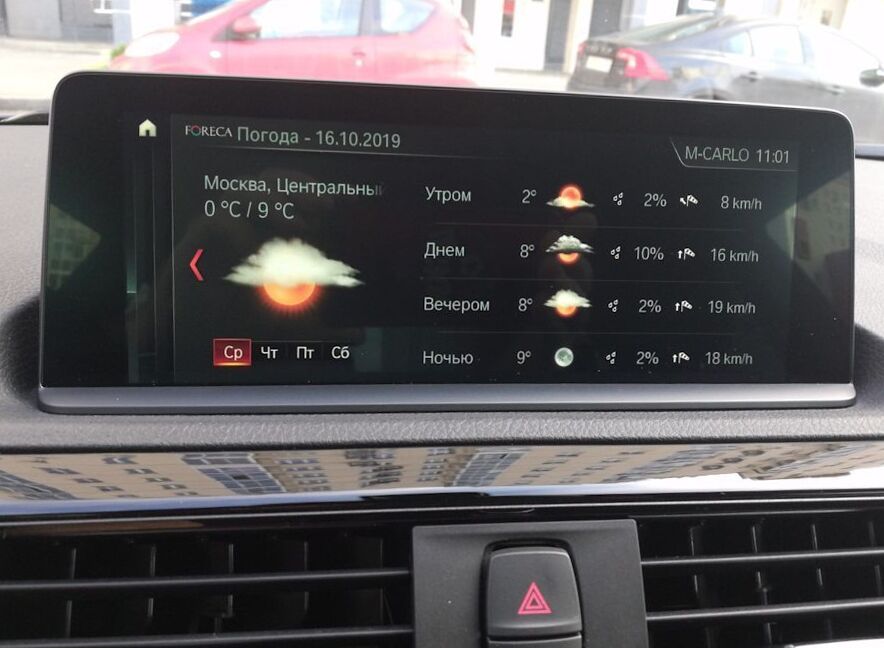 FORECA Погода - 16.10.2019
M-CARLO 11:01
Москва, Центральный
0 °C / 9 °C
Утром 2° 2% 8 km/h
Днем 8° 10% 16 km/h
Вечером 8° 2% 19 km/h
Ночью 9° 2% 18 km/h
Ср Чт Пт Сб